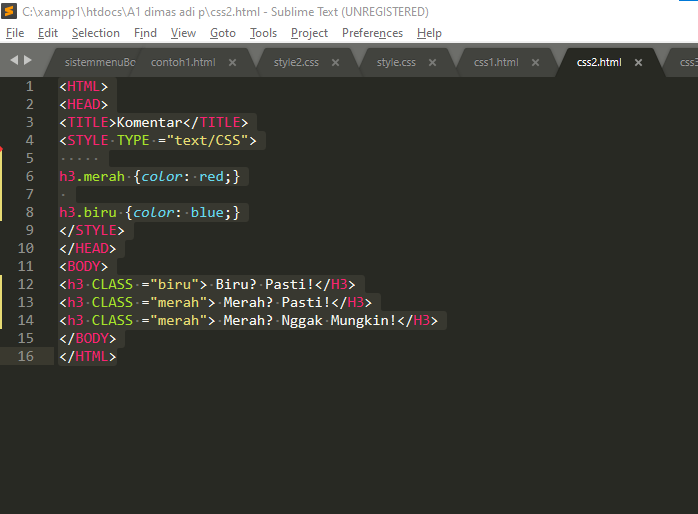 C:\xampp1\htdocs\A1 dimas adi p\css2.html - Sublime Text (UNREGISTERED)
File Edit Selection Find View Goto Tools Project Preferences Help
sistemmenuBo contoh1.html × style2.css × style.css × css1.html × css2.html × css3
1 <HTML>
2 <HEAD>
3 <TITLE>Komentar</TITLE>
4 <STYLE TYPE ="text/CSS">
5
6 h3.merah {color: red;}
7
8 h3.biru {color: blue;}
9 </STYLE>
10 </HEAD>
11 <BODY>
12 <h3 CLASS ="biru"> Biru? Pasti!</H3>
13 <h3 CLASS ="merah"> Merah? Pasti!</H3>
14 <h3 CLASS ="merah"> Merah? Nggak Mungkin!</H3>
15 </BODY>
16 </HTML>